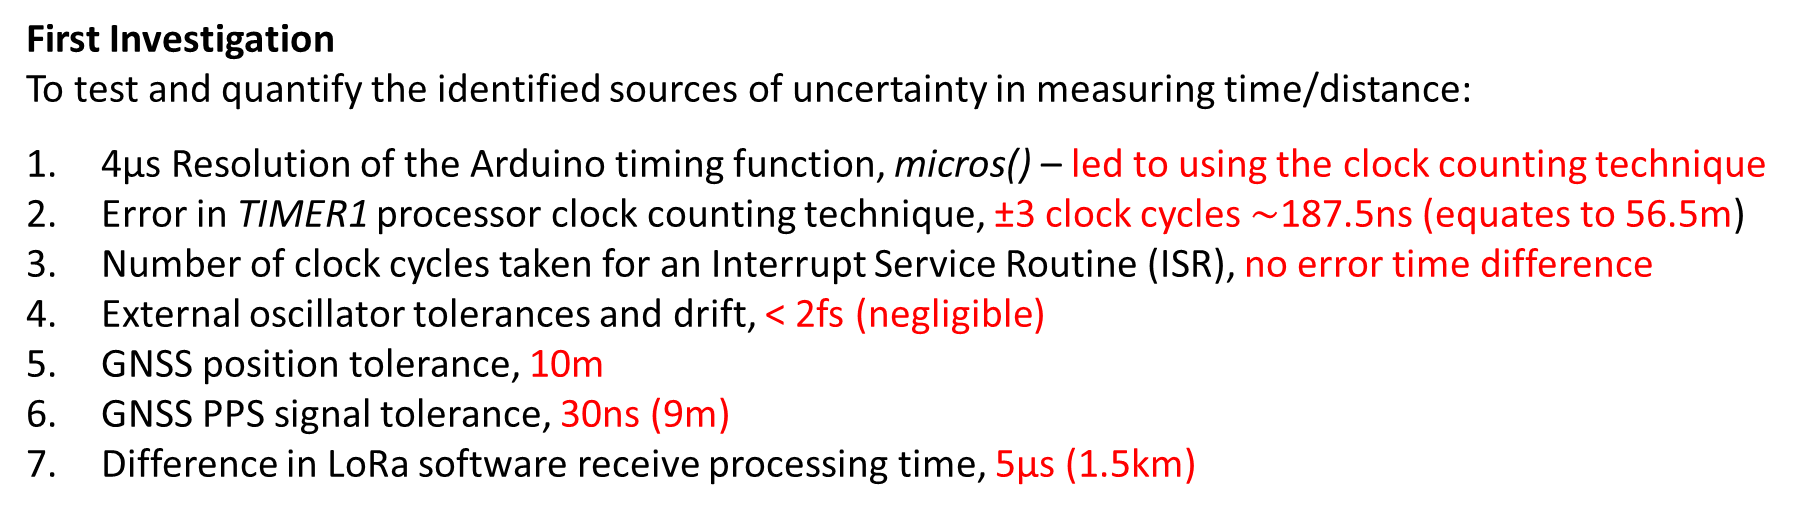 First Investigation
To test and quantify the identified sources of uncertainty in measuring time/distance:
1. 4µs Resolution of the Arduino timing function, micros() – led to using the clock counting technique
2. Error in TIMER1 processor clock counting technique, ±3 clock cycles ~187.5ns (equates to 56.5m)
3. Number of clock cycles taken for an Interrupt Service Routine (ISR), no error time difference
4. External oscillator tolerances and drift, < 2fs (negligible)
5. GNSS position tolerance, 10m
6. GNSS PPS signal tolerance, 30ns (9m)
7. Difference in LoRa software receive processing time, 5µs (1.5km)